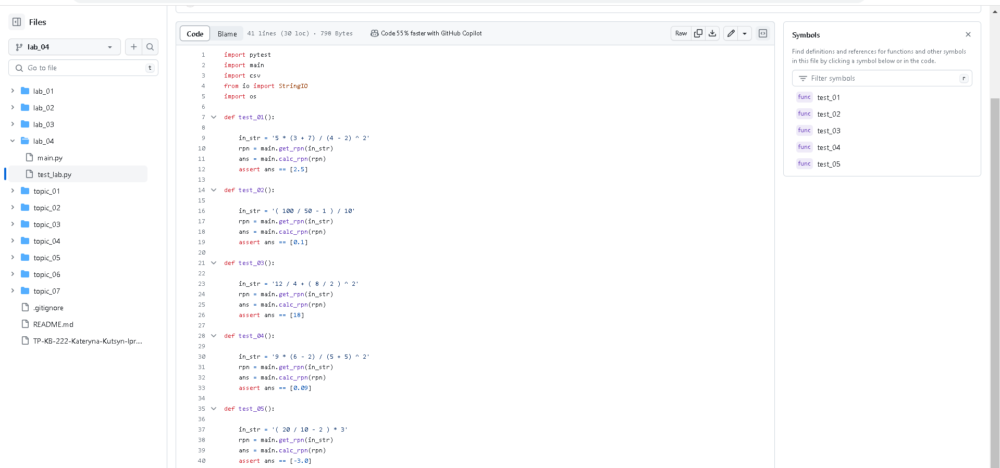 Files
lab_04
Go to file
t
lab_01
lab_02
lab_03
lab_04
main.py
test_lab.py
topic_01
topic_02
topic_03
topic_04
topic_05
topic_06
topic_07
.gitignore
README.md
TP-KB-222-Kateryna-Kutsyn-lpr....
Code
Blame
41 lines (30 loc) · 798 Bytes
Code 55% faster with GitHub Copilot
Raw
1 import pytest
2 import main
3 import csv
4 from io import StringIO
5 import os
6
7 def test_01():
8
9 in_str = '5 * (3 + 7) / (4 - 2) ^ 2'
10 rpn = main.get_rpn(in_str)
11 ans = main.calc_rpn(rpn)
12 assert ans == [2.5]
13
14 def test_02():
15
16 in_str = '( 100 / 50 - 1 ) / 10'
17 rpn = main.get_rpn(in_str)
18 ans = main.calc_rpn(rpn)
19 assert ans == [0.1]
20
21 def test_03():
22
23 in_str = '12 / 4 + ( 8 / 2 ) ^ 2'
24 rpn = main.get_rpn(in_str)
25 ans = main.calc_rpn(rpn)
26 assert ans == [18]
27
28 def test_04():
29
30 in_str = '9 * (6 - 2) / (5 + 5) ^ 2'
31 rpn = main.get_rpn(in_str)
32 ans = main.calc_rpn(rpn)
33 assert ans == [0.09]
34
35 def test_05():
36
37 in_str = '( 20 / 10 - 2 ) * 3'
38 rpn = main.get_rpn(in_str)
39 ans = main.calc_rpn(rpn)
40 assert ans == [-3.0]
Symbols
Find definitions and references for functions and other symbols
in this file by clicking a symbol below or in the code.
Filter symbols
r
func test_01
func test_02
func test_03
func test_04
func test_05